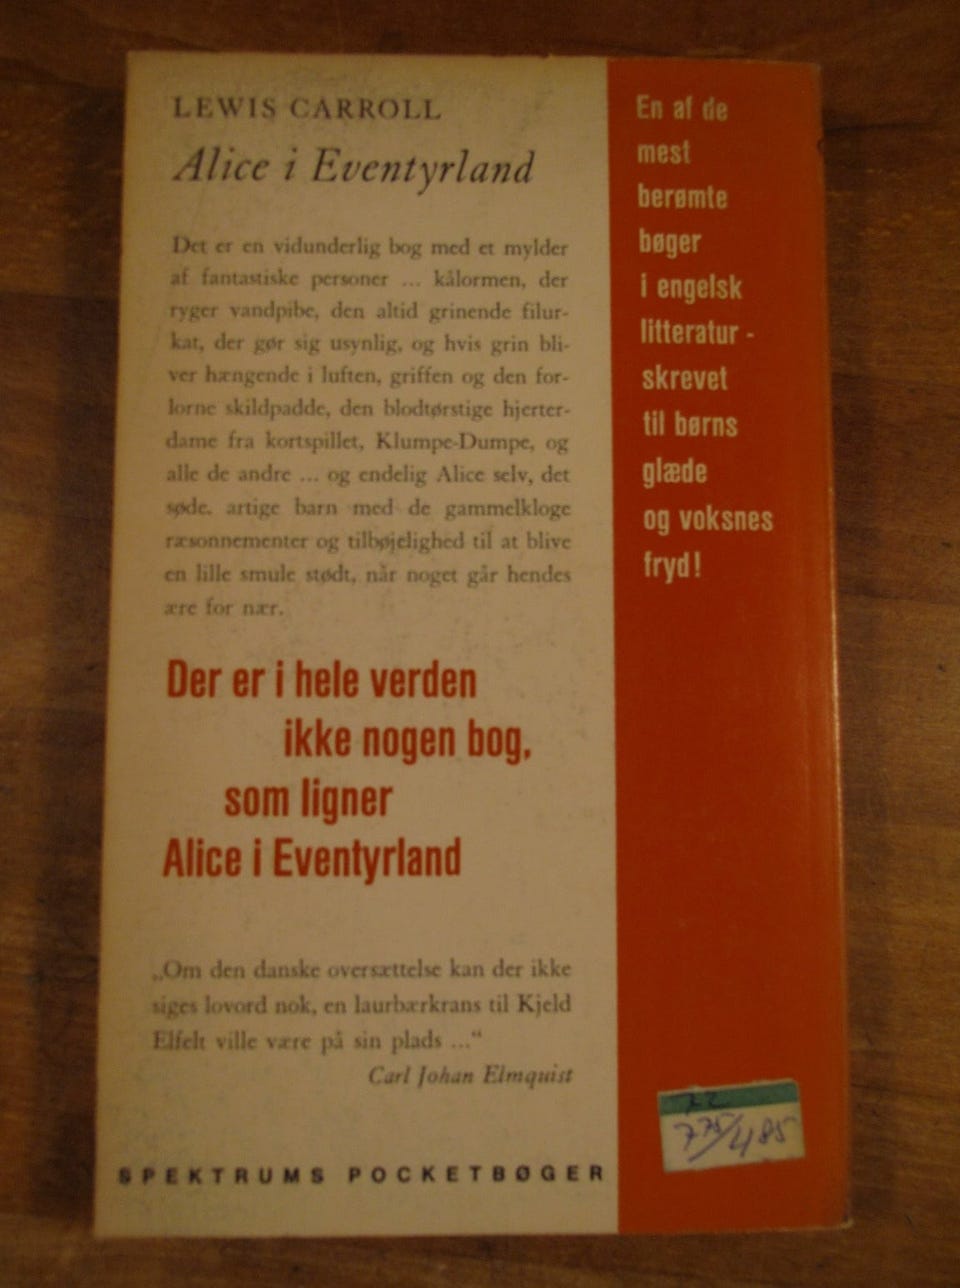 LEWIS CARROLL
Alice i Eventyrland
Det er en vidunderlig bog med et mylder
af fantastiske personer ... kålormen, der
ryger vandpibe, den altid grinende filur-
kat, der gør sig usynlig, og hvis grin bli-
ver hængende i luften, griffen og den for-
lorne skildpadde, den blodtørstige hjerter-
dame fra kortspillet, Klumpe-Dumpe, og
alle de andre ... og endelig Alice selv, det
søde, artige barn med de gammelkloge
ræsonnementer og tilbøjelighed til at blive
en lille smule stødt, når noget går hendes
ære for nær.
Der er i hele verden
ikke nogen bog,
som ligner
Alice i Eventyrland
„Om den danske oversættelse kan der ikke
siges lovord nok, en laurbærkrans til Kjeld
Elfelt ville være på sin plads ...“
Carl Johan Elmquist
SPEKTRUMS POCKETBØGER
En af de
mest
berømte
bøger
i engelsk
litteratur -
skrevet
til børns
glæde
og voksnes
fryd!
72
775/485